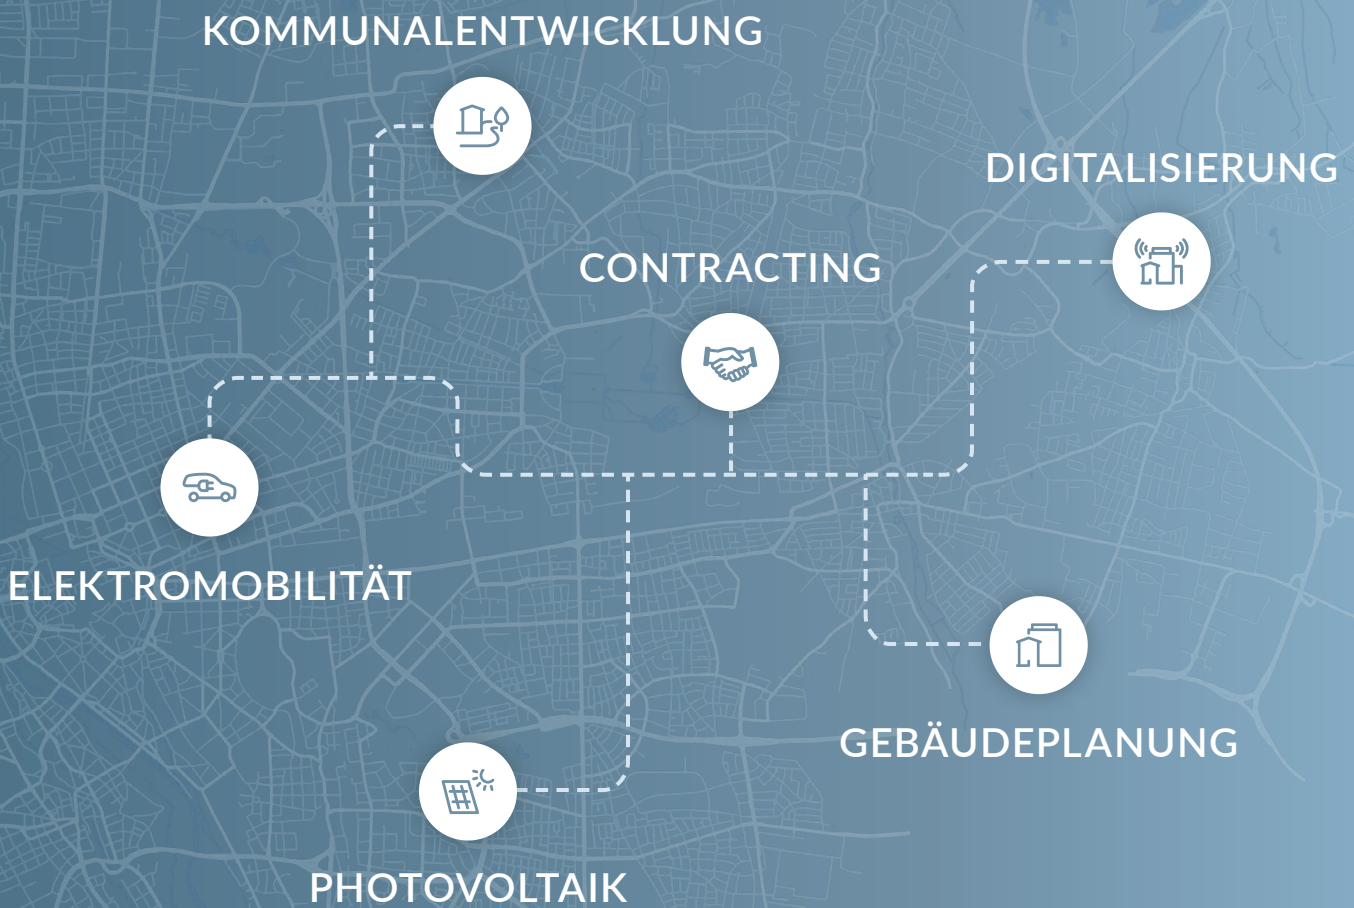 KOMMUNALENTWICKLUNG
DIGITALISIERUNG
CONTRACTING
ELEKTROMOBILITÄT
GEBÄUDEPLANUNG
PHOTOVOLTAIK